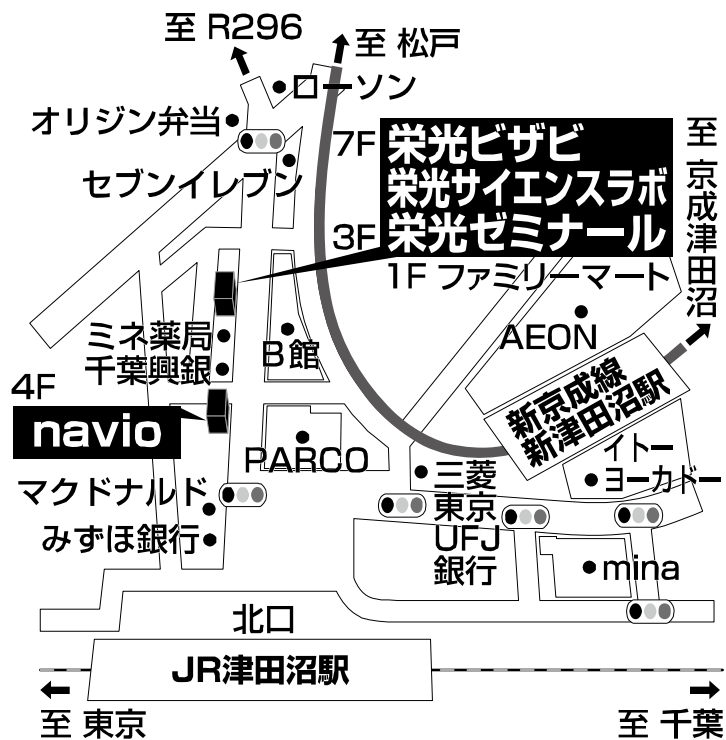 至 R296
至 松戸
ローソン
オリジン弁当
セブンイレブン
7F 栄光ビザビ
栄光サイエンスラボ
3F 栄光ゼミナール
1F ファミリーマート
至 京成津田沼
AEON
ミネ薬局
千葉興銀
B館
新京成線
新津田沼駅
4F
navio
PARCO
イトー
ヨーカドー
マクドナルド
みずほ銀行
三菱
東京
UFJ
銀行
mina
北口
JR津田沼駅
至 東京
至 千葉